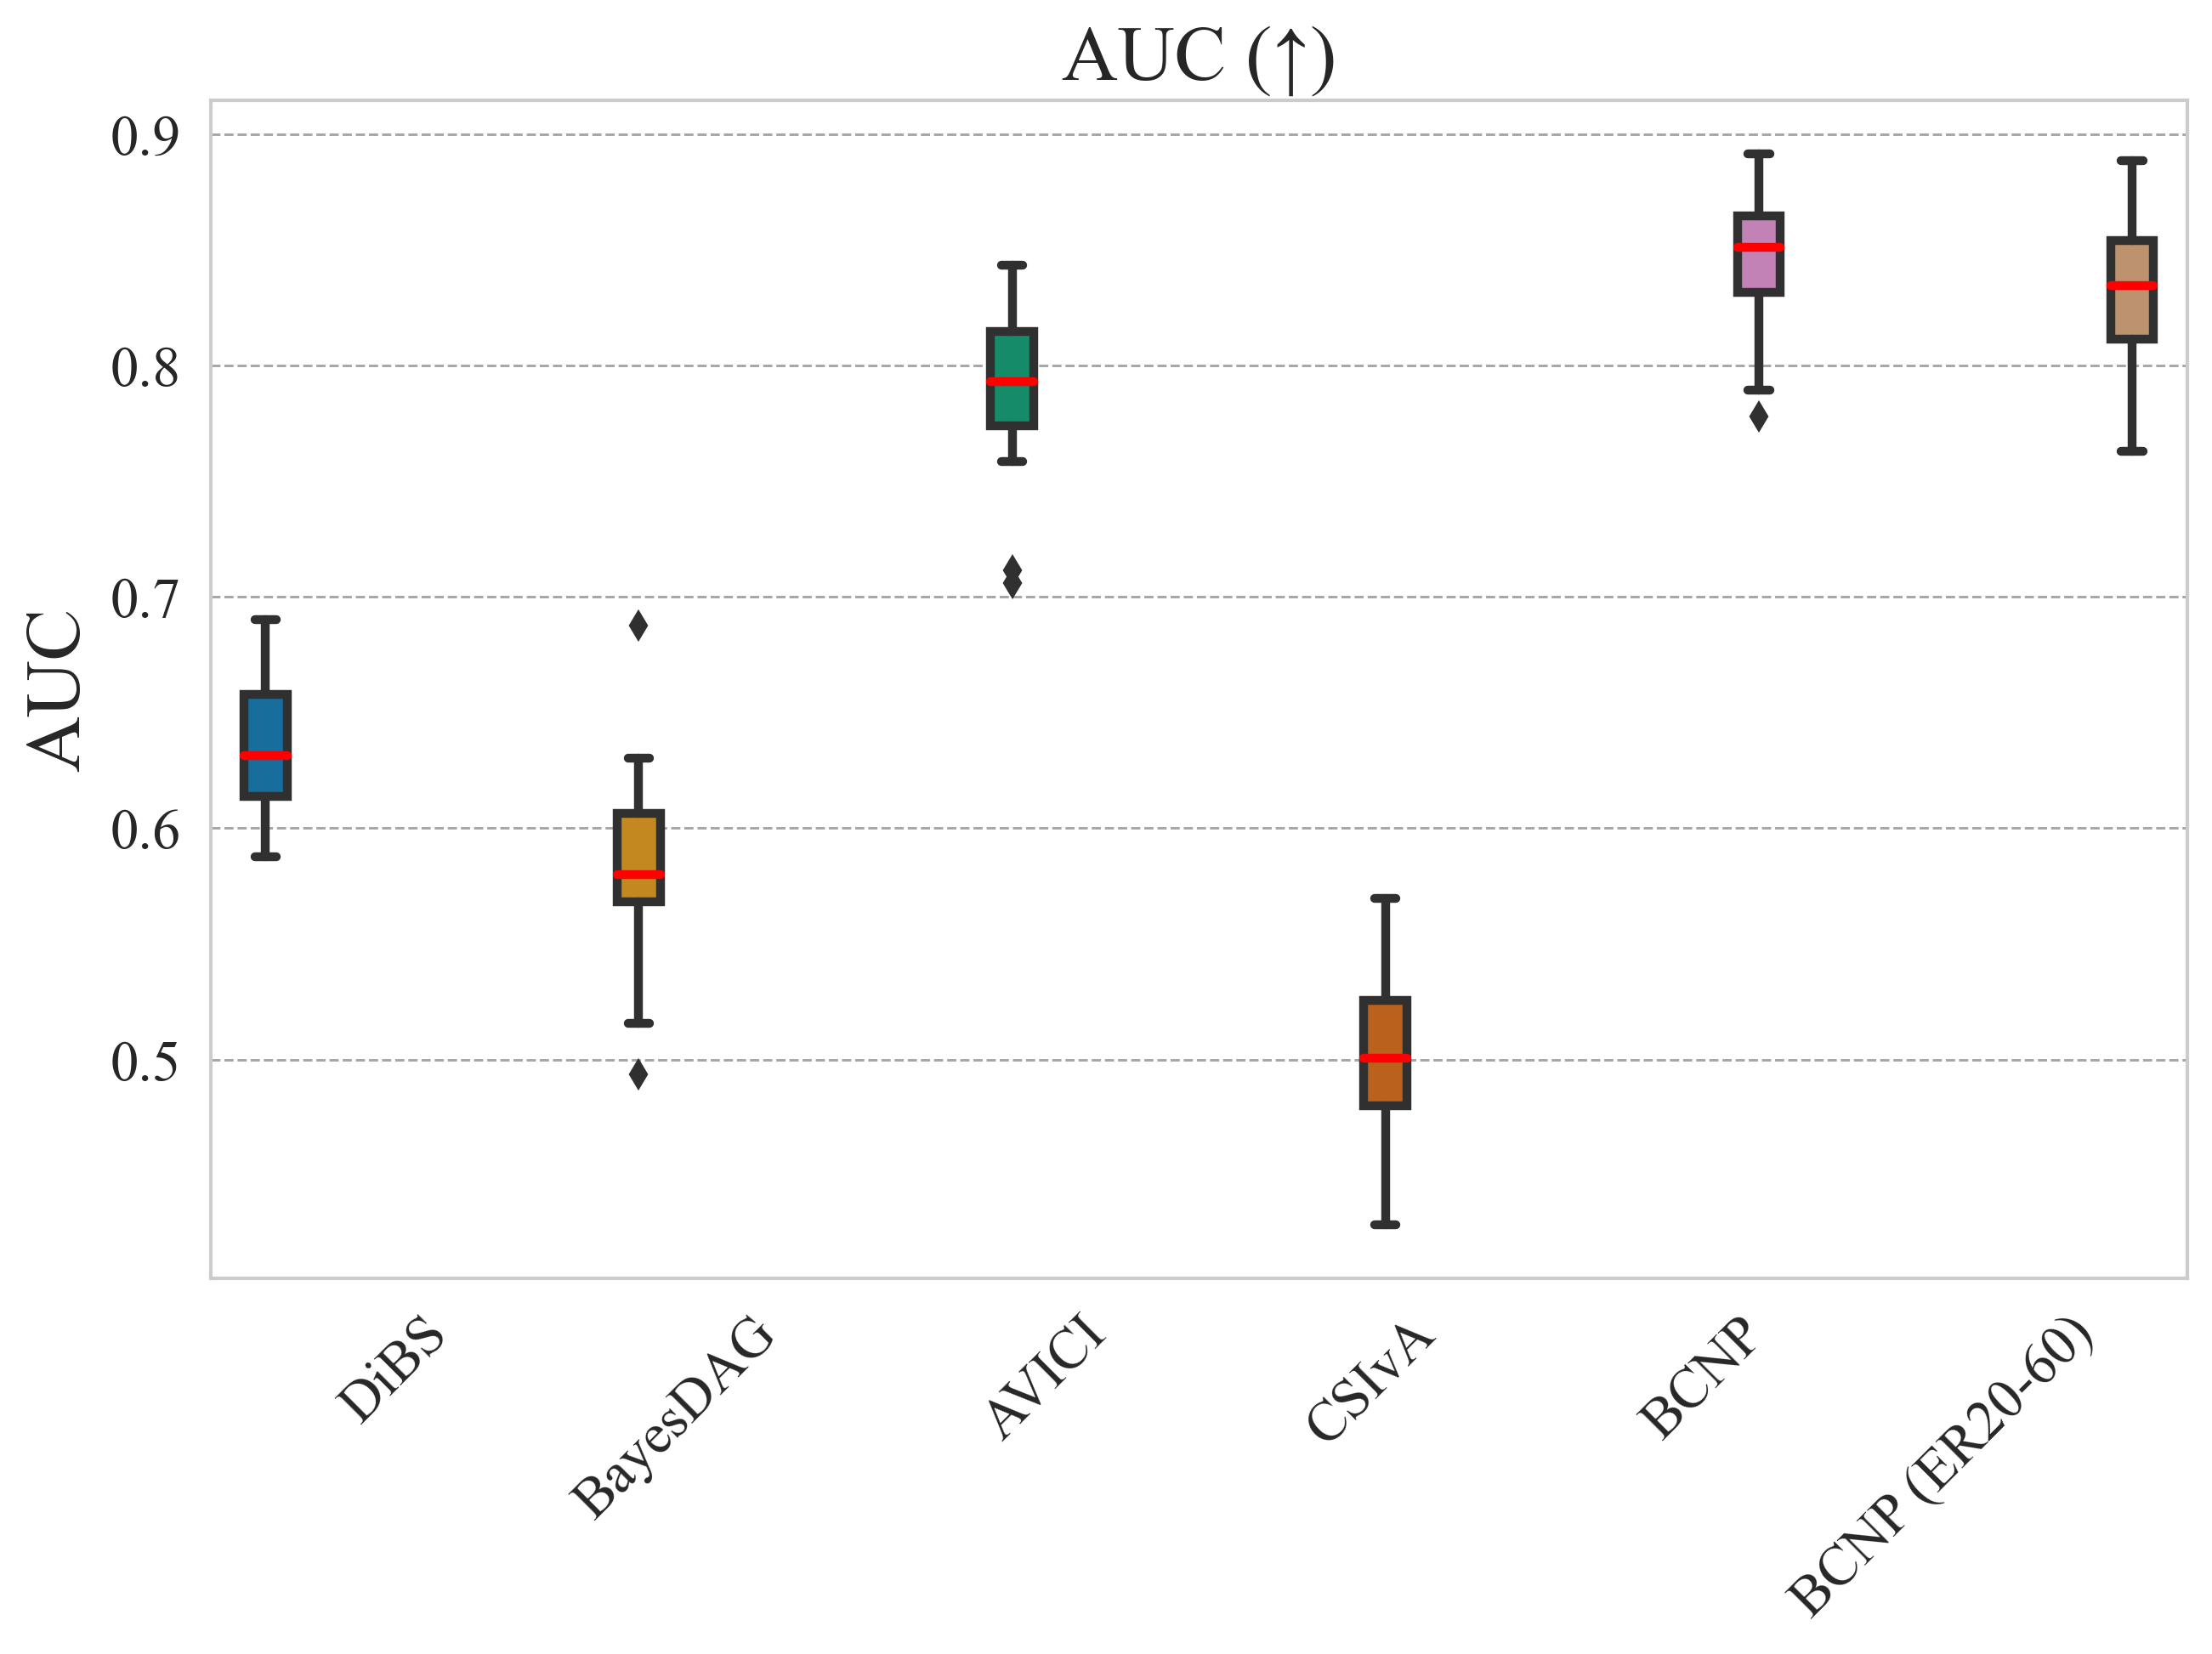 AUC (↑)
AUC
0.9
0.8
0.7
0.6
0.5
DiBS
BayesDAG
AVICI
CSIvA
BCNP
BCNP (ER20-60))